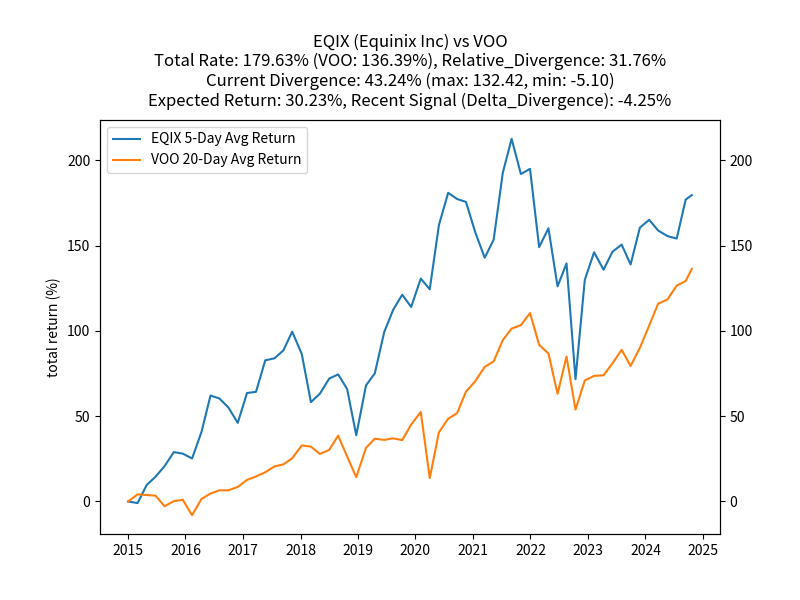 EQIX (Equinix Inc) vs VOO
Total Rate: 179.63% (VOO: 136.39%), Relative_Divergence: 31.76%
Current Divergence: 43.24% (max: 132.42, min: -5.10)
Expected Return: 30.23%, Recent Signal (Delta_Divergence): -4.25%
EQIX 5-Day Avg Return
VOO 20-Day Avg Return
total return (%)
200
150
100
50
0
200
150
100
50
0
2015 2016 2017 2018 2019 2020 2021 2022 2023 2024 2025